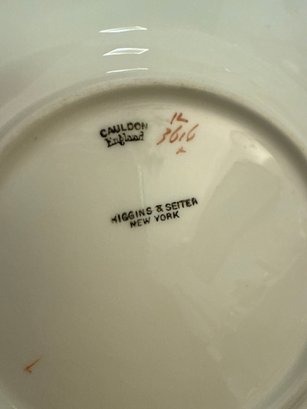 CAULDON
England
12
3616
x
HIGGINS & SEITER
NEW YORK